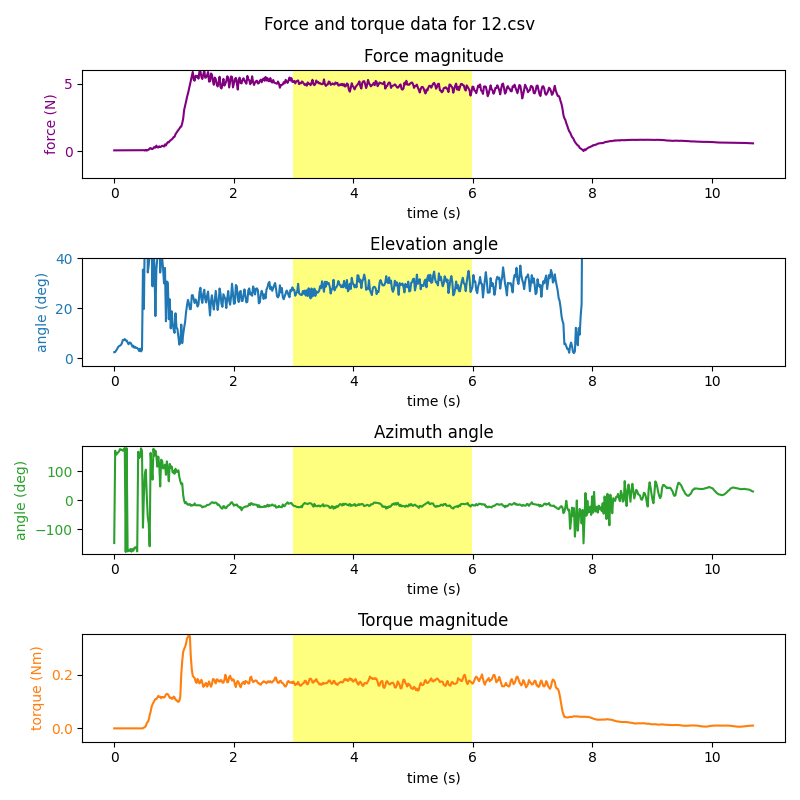 Force and torque data for 12.csv
Force magnitude
force (N)
5
0
0 2 4 6 8 10
time (s)
Elevation angle
angle (deg)
40
20
0
0 2 4 6 8 10
time (s)
Azimuth angle
angle (deg)
100
0
−100
0 2 4 6 8 10
time (s)
Torque magnitude
torque (Nm)
0.2
0.0
0 2 4 6 8 10
time (s)